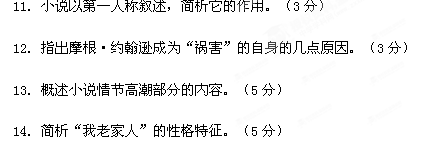 11. 小说以第一人称叙述，简析它的作用。（3 分）
12. 指出摩根·约翰逊成为“祸害”的自身的几点原因。（3 分）
13. 概述小说情节高潮部分的内容。（5 分）
14. 简析“我老家人”的性格特征。（5 分）